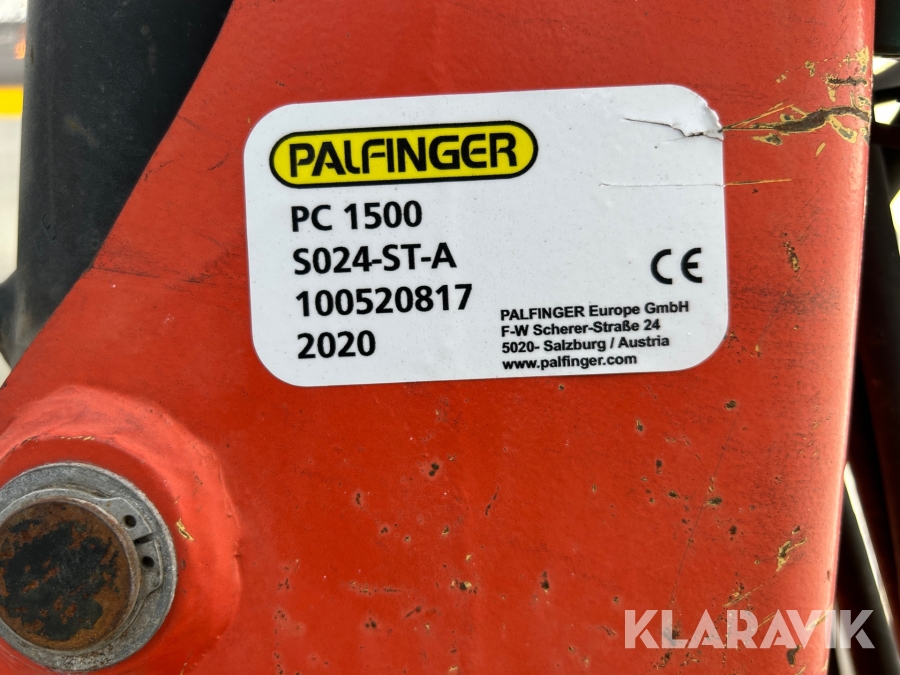 PALFINGER
PC 1500
S024-ST-A
100520817
2020
CE
PALFINGER Europe GmbH
F-W Scherer-Straße 24
5020- Salzburg / Austria
www.palfinger.com
KLARAVIK